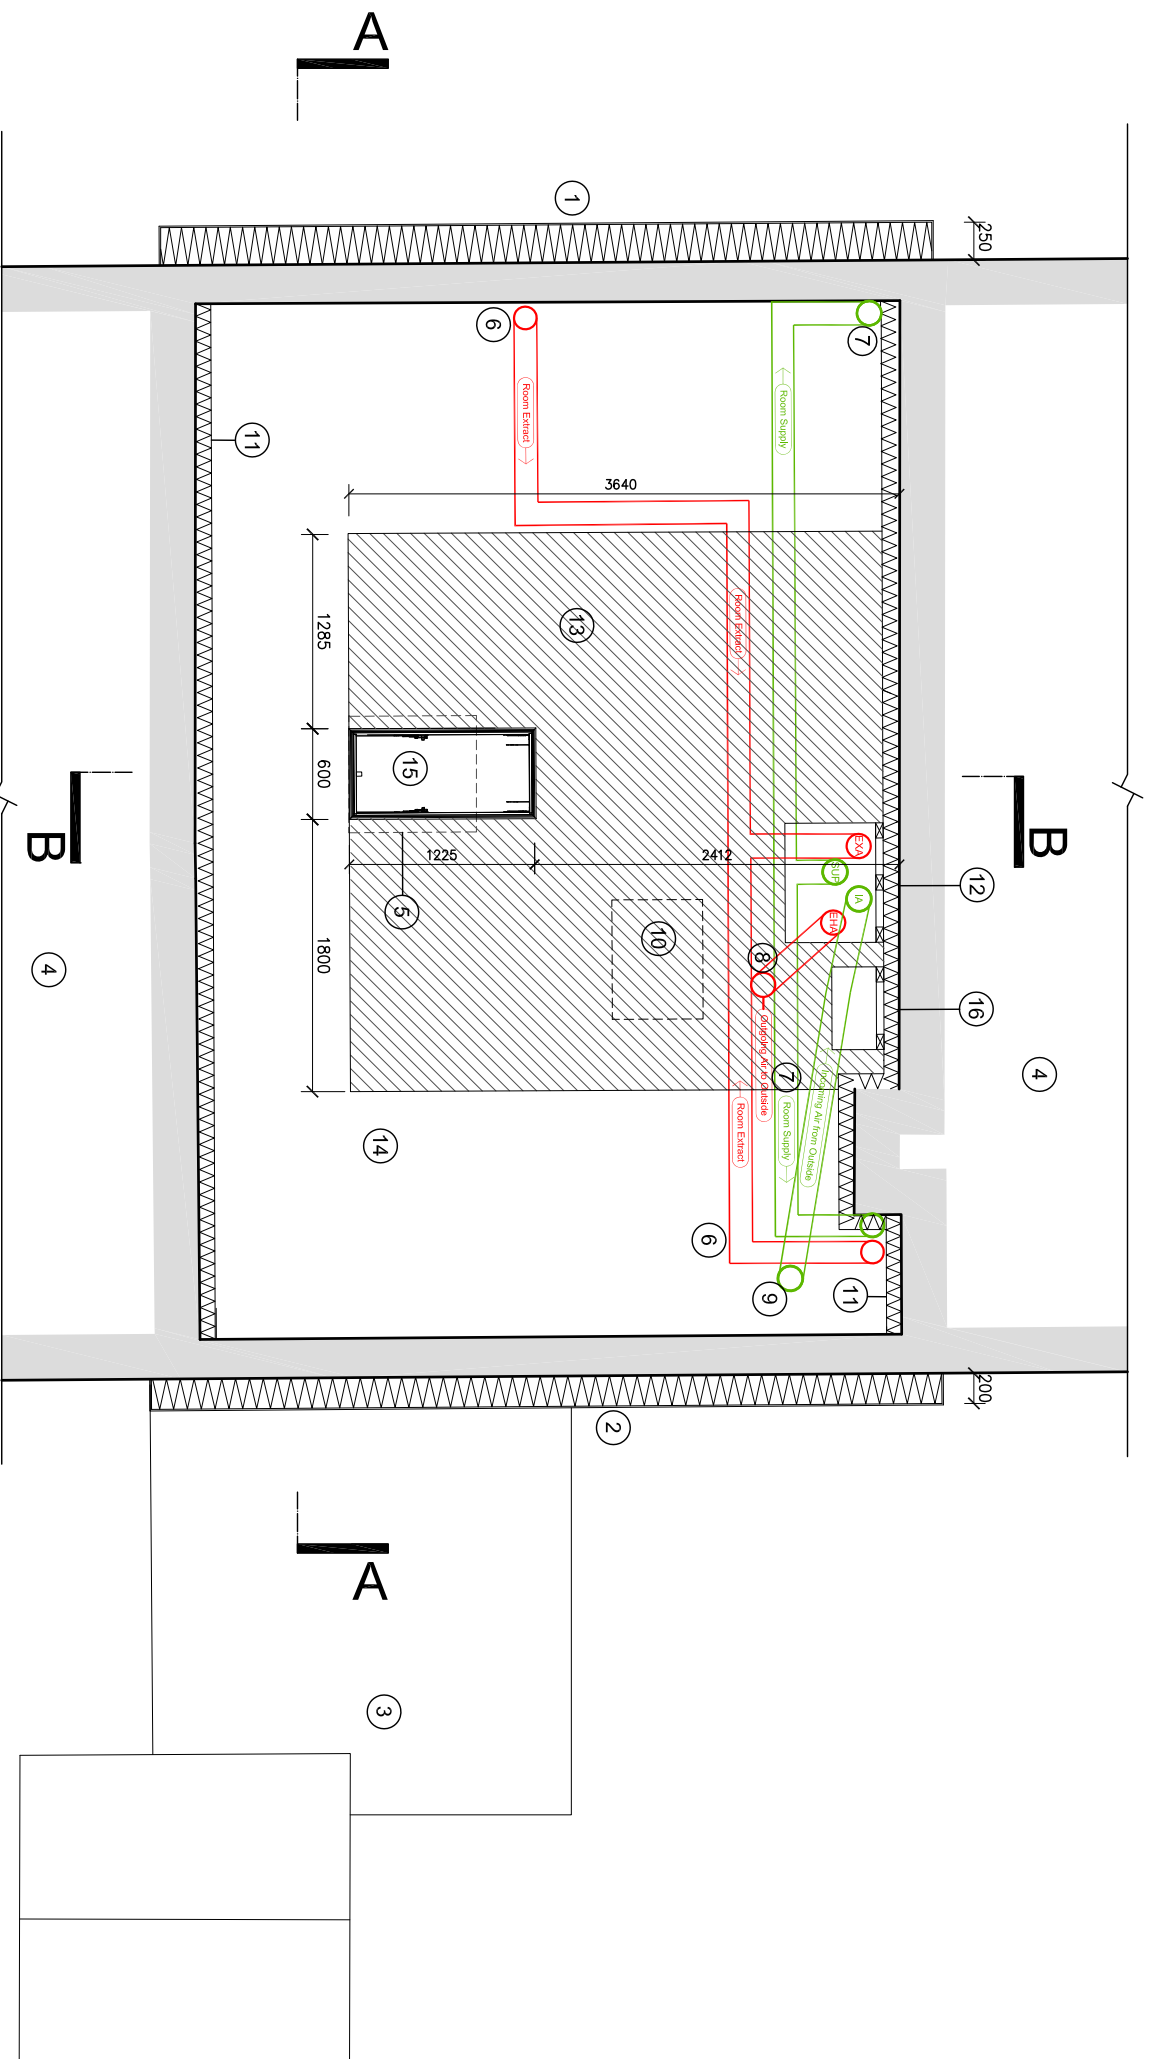 A
1
250
6
7
Room Extract
Room Supply
11
3640
1285
13
Room Extract
600
15
B
B
EXA
SUP
IA
EHA
12
1225
2412
5
10
8
4
1800
16
4
Outgoing Air to Outside
7
Incoming Air from Outside
Room Extract
Room Supply
14
6
9
11
200
2
A
3